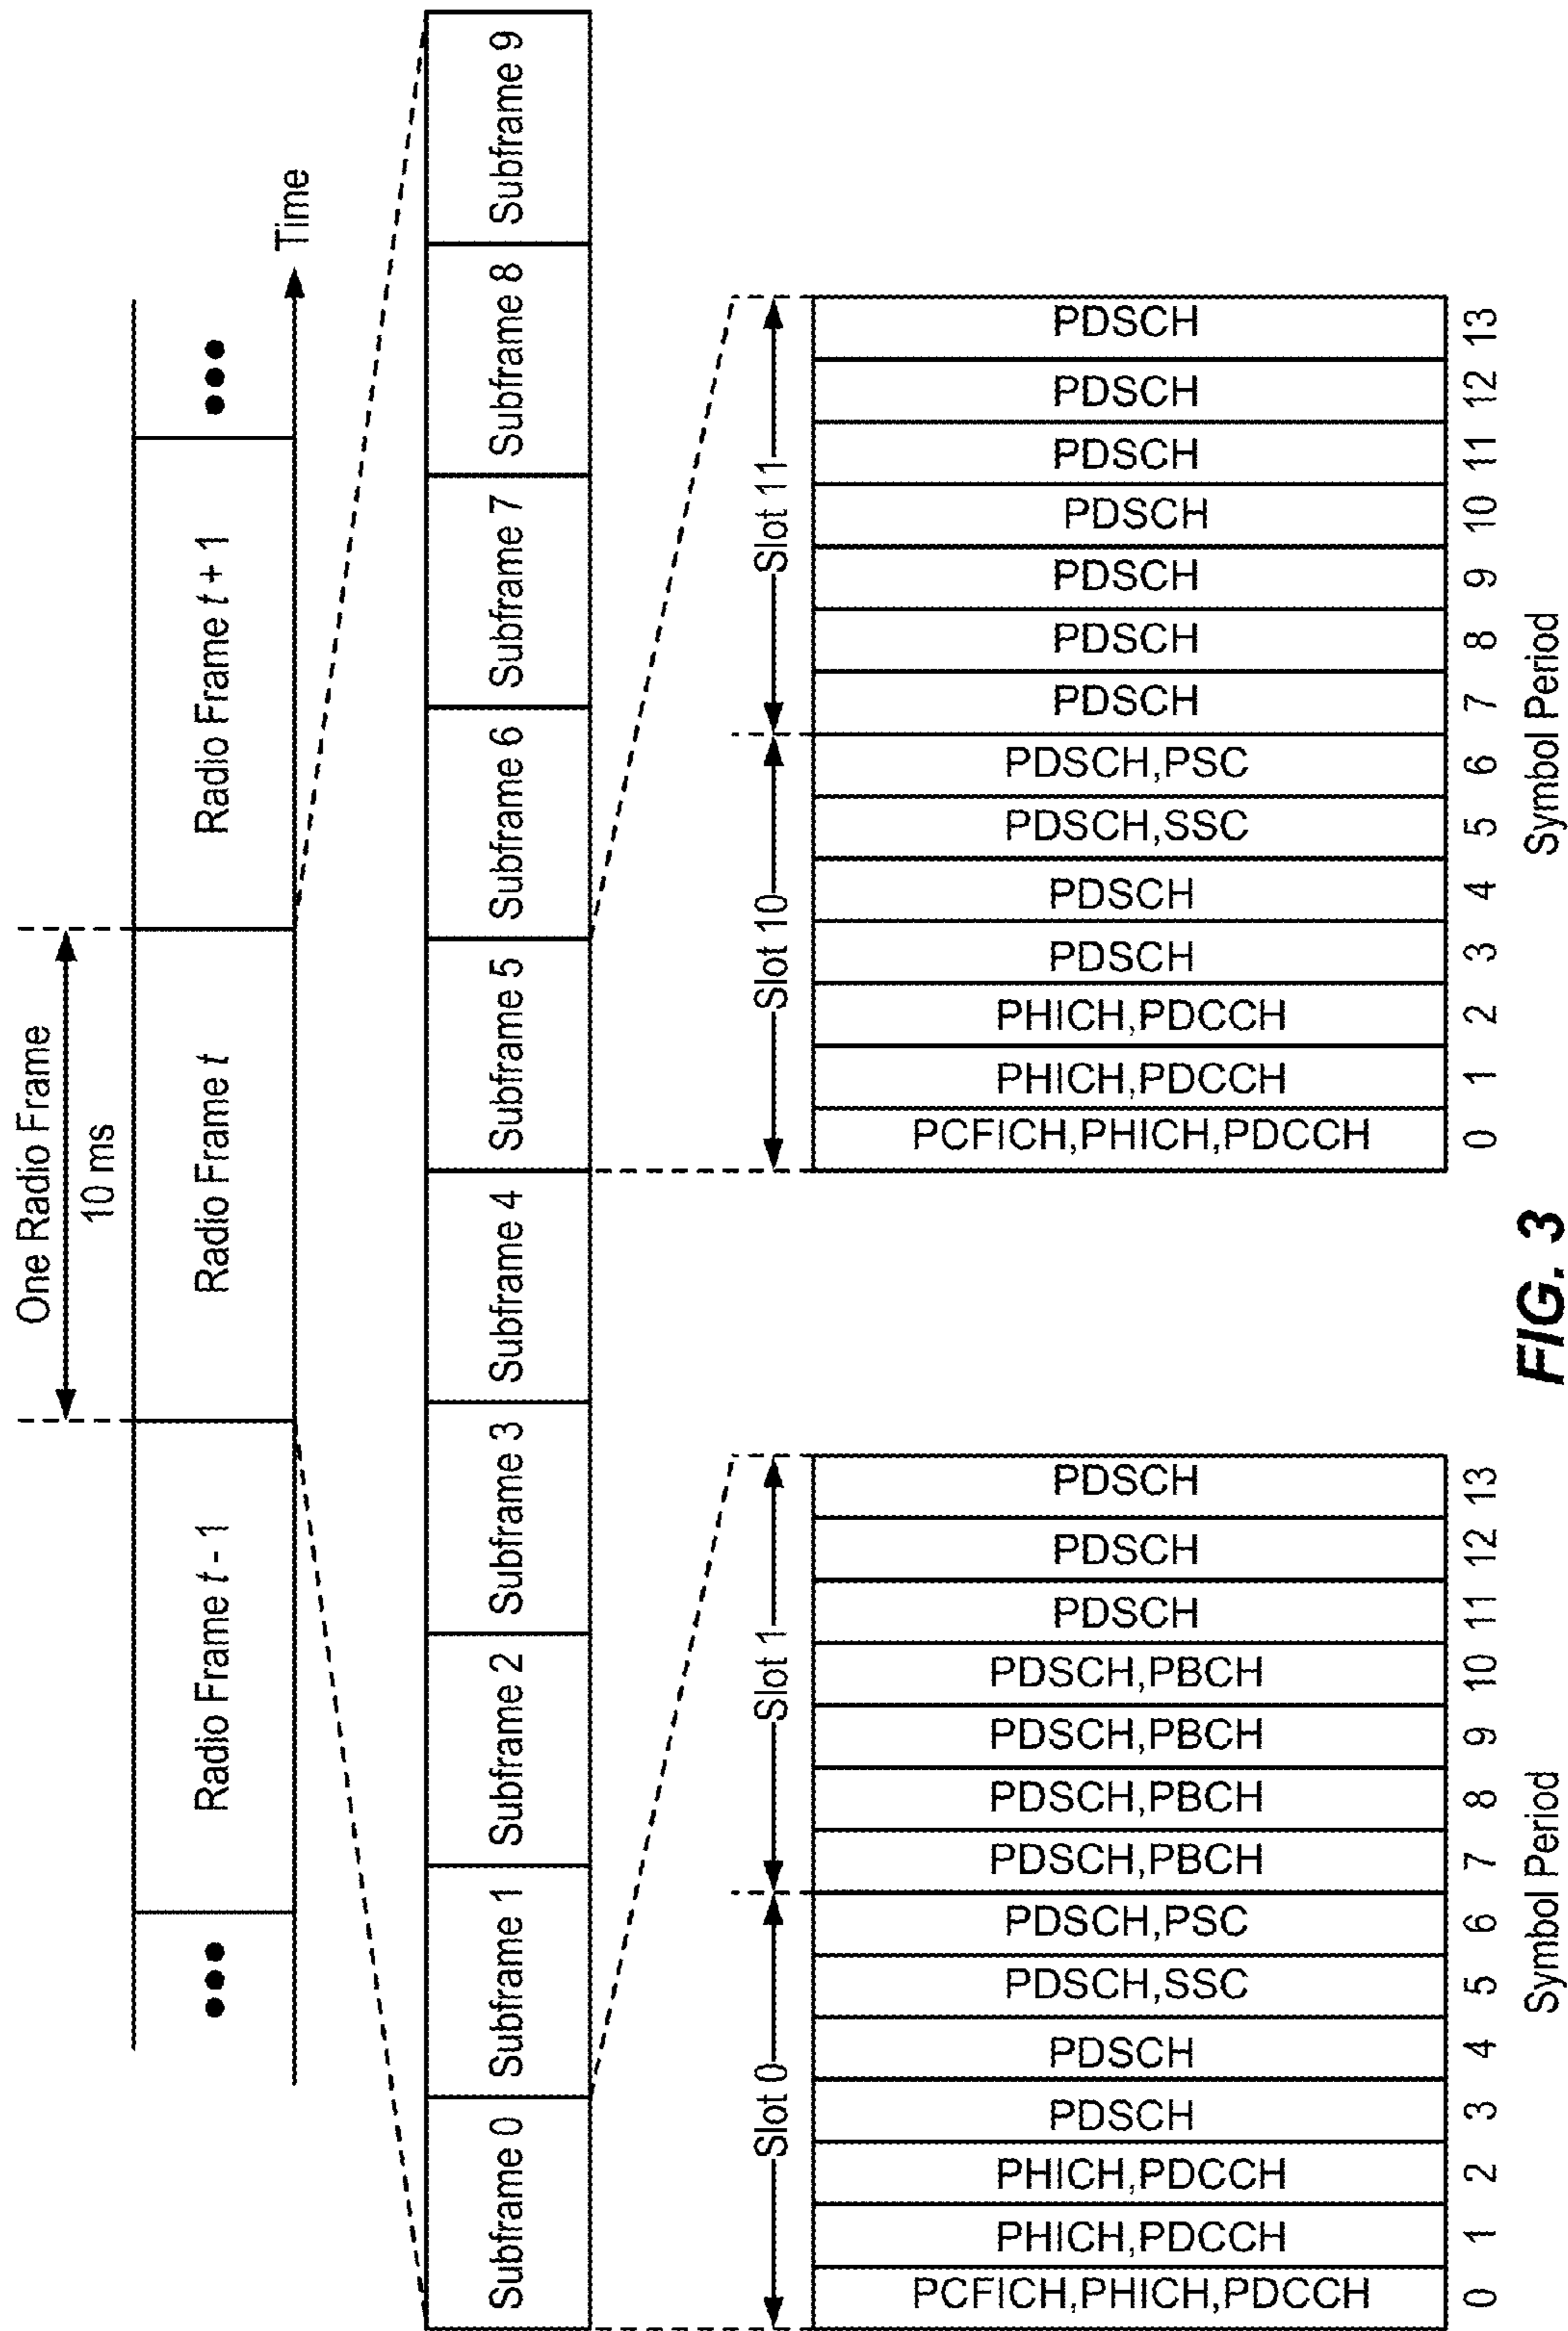 One Radio Frame
10 ms
Radio Frame t - 1
Radio Frame t
Radio Frame t + 1
Time
Subframe 0
Subframe 1
Subframe 2
Subframe 3
Subframe 4
Subframe 5
Subframe 6
Subframe 7
Subframe 8
Subframe 9
Slot 0
Slot 1
PCFICH,PHICH,PDCCH
PHICH,PDCCH
PHICH,PDCCH
PDSCH
PDSCH
PDSCH,SSC
PDSCH,PSC
PDSCH,PBCH
PDSCH,PBCH
PDSCH,PBCH
PDSCH,PBCH
PDSCH
PDSCH
PDSCH
0 1 2 3 4 5 6 7 8 9 10 11 12 13
Symbol Period
Slot 10
Slot 11
PCFICH,PHICH,PDCCH
PHICH,PDCCH
PHICH,PDCCH
PDSCH
PDSCH
PDSCH,SSC
PDSCH,PSC
PDSCH
PDSCH
PDSCH
PDSCH
PDSCH
PDSCH
PDSCH
0 1 2 3 4 5 6 7 8 9 10 11 12 13
Symbol Period
FIG. 3